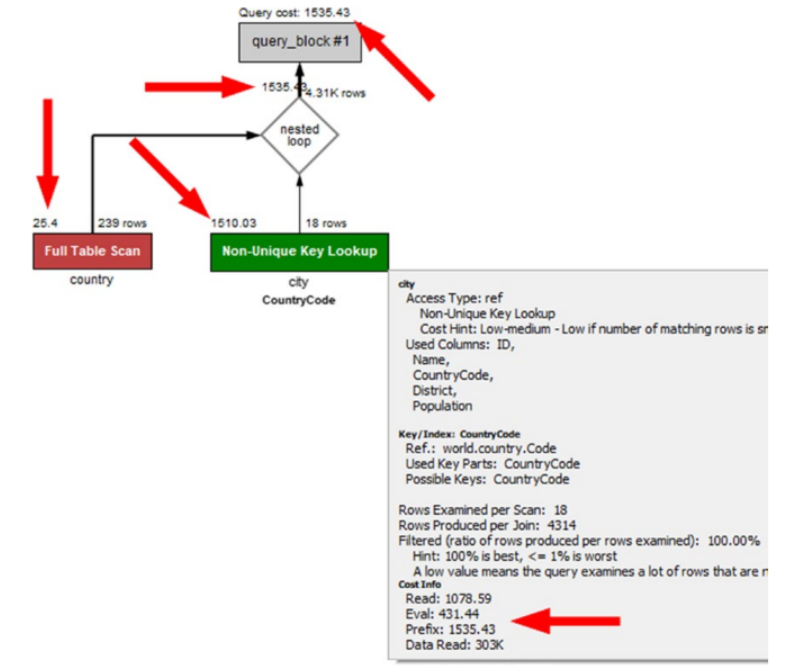 Query cost: 1535.43
query_block #1
1535.43
4.31K rows
nested
loop
25.4
239 rows
1510.03
18 rows
Full Table Scan
Non-Unique Key Lookup
country
city
CountryCode
city
Access Type: ref
Non-Unique Key Lookup
Cost Hint: Low-medium - Low if number of matching rows is
Used Columns: ID,
Name,
CountryCode,
District,
Population
Key/Index: CountryCode
Ref.: world.country.Code
Used Key Parts: CountryCode
Possible Keys: CountryCode
Rows Examined per Scan: 18
Rows Produced per Join: 4314
Filtered (ratio of rows produced per rows examined): 100.00%
Hint: 100% is best, <= 1% is worst
A low value means the query examines a lot of rows that are
Cost Info
Read: 1078.59
Eval: 431.44
Prefix: 1535.43
Data Read: 303K